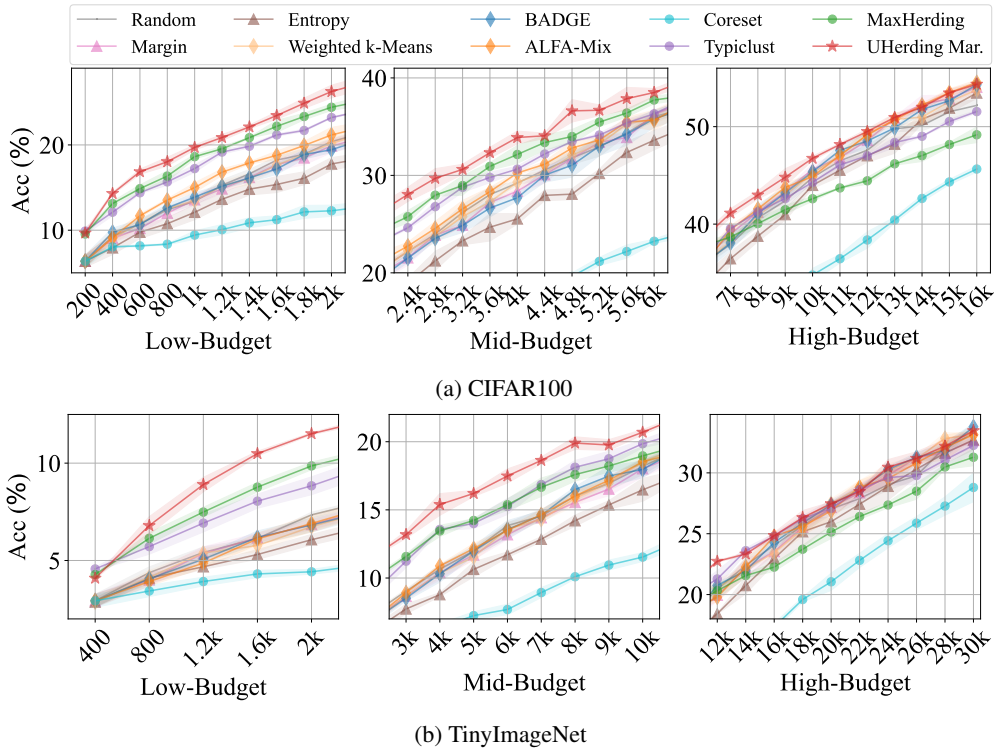 Random Entropy BADGE Coreset MaxHerding
Margin Weighted k-Means ALFA-Mix Typiclust UHerding Mar.
Acc (%)
20
10
200 400 600 800 1k 1.2k 1.4k 1.6k 1.8k 2k
Low-Budget
40
30
20
2.4k 2.8k 3.2k 3.6k 4k 4.4k 4.8k 5.2k 5.6k 6k
Mid-Budget
50
40
7k 8k 9k 10k 11k 12k 13k 14k 15k 16k
High-Budget
(a) CIFAR100
Acc (%)
10
5
400 800 1.2k 1.6k 2k
Low-Budget
20
15
10
3k 4k 5k 6k 7k 8k 9k 10k
Mid-Budget
30
25
20
12k 14k 16k 18k 20k 22k 24k 26k 28k 30k
High-Budget
(b) TinyImageNet